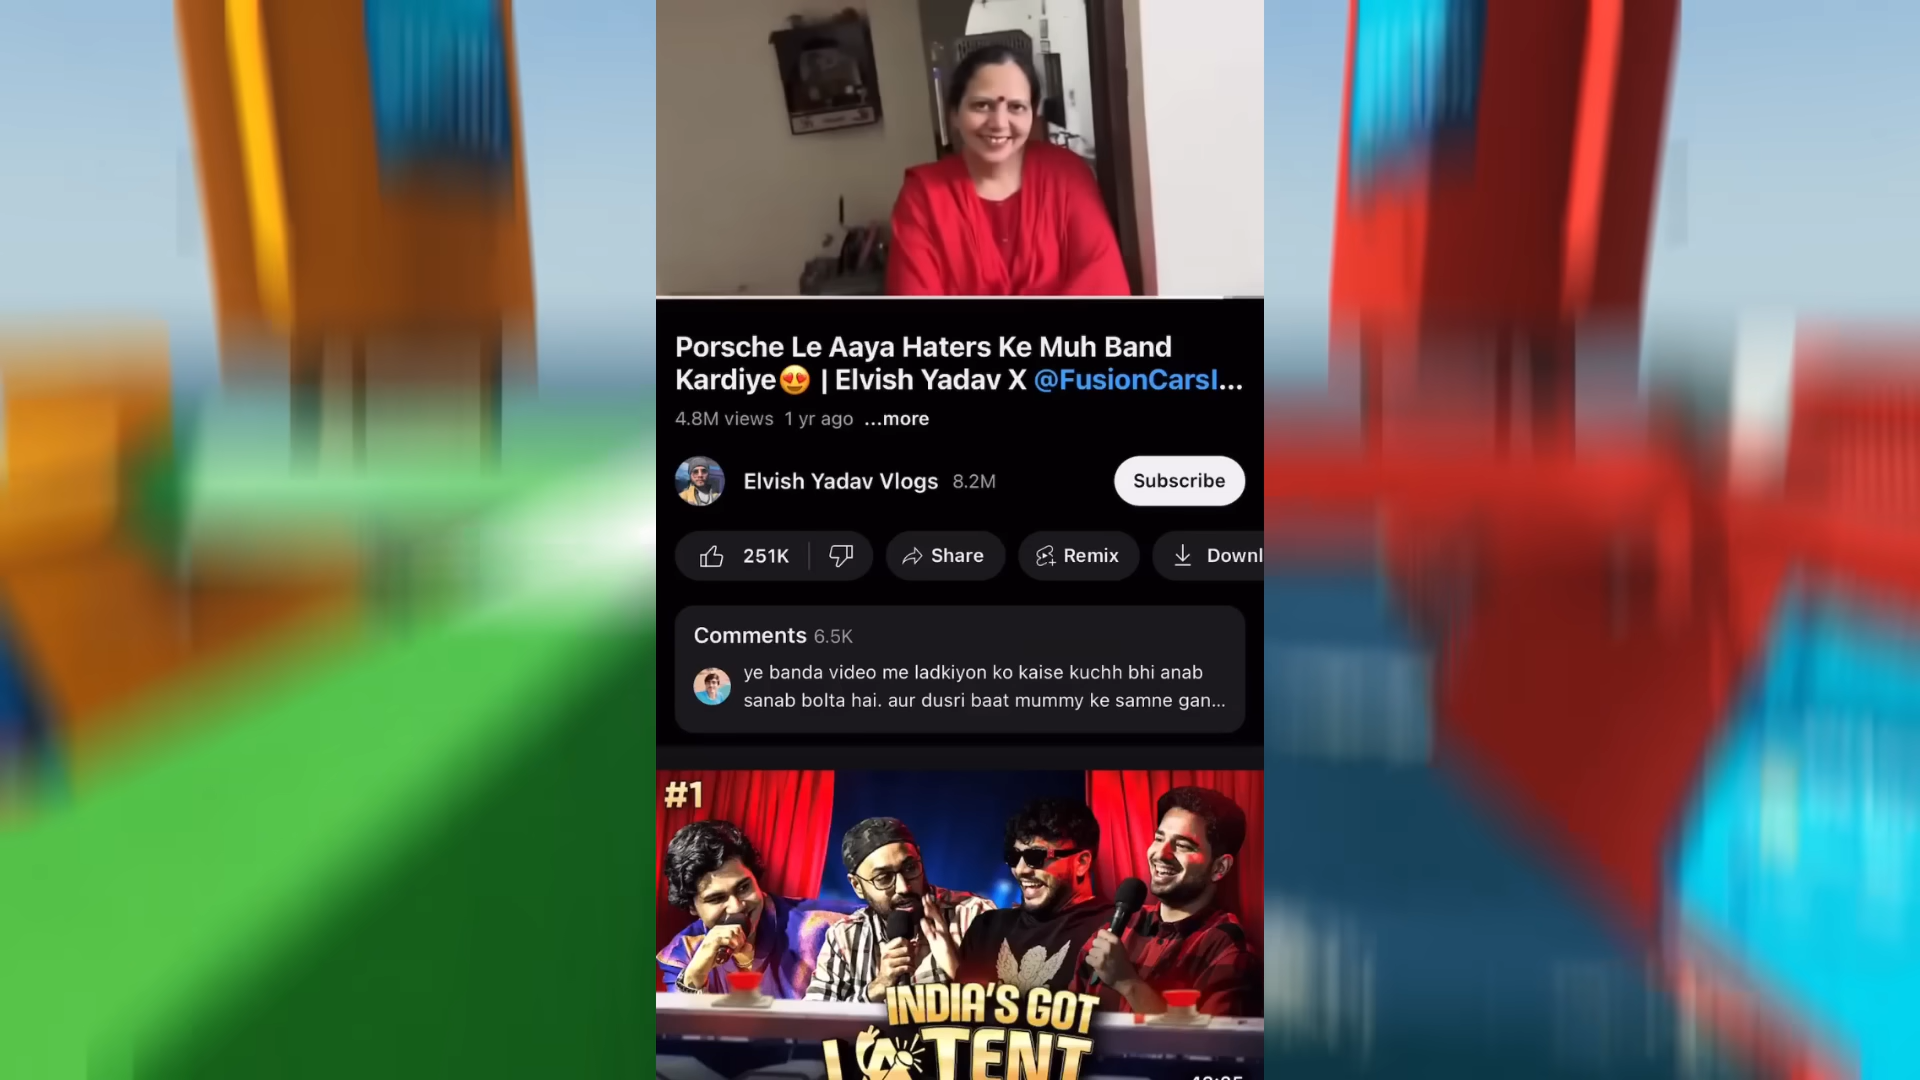 Porsche Le Aaya Haters Ke Muh Band
Kardiye😍 | Elvish Yadav X @FusionCarsI...
4.8M views 1 yr ago ...more
Elvish Yadav Vlogs 8.2M Subscribe
251K Share Remix Downl
Comments 6.5K
ye banda video me ladkiyon ko kaise kuchh bhi anab
sanab bolta hai. aur dusri baat mummy ke samne gan...
#1
INDIA'S GOT
LATENT